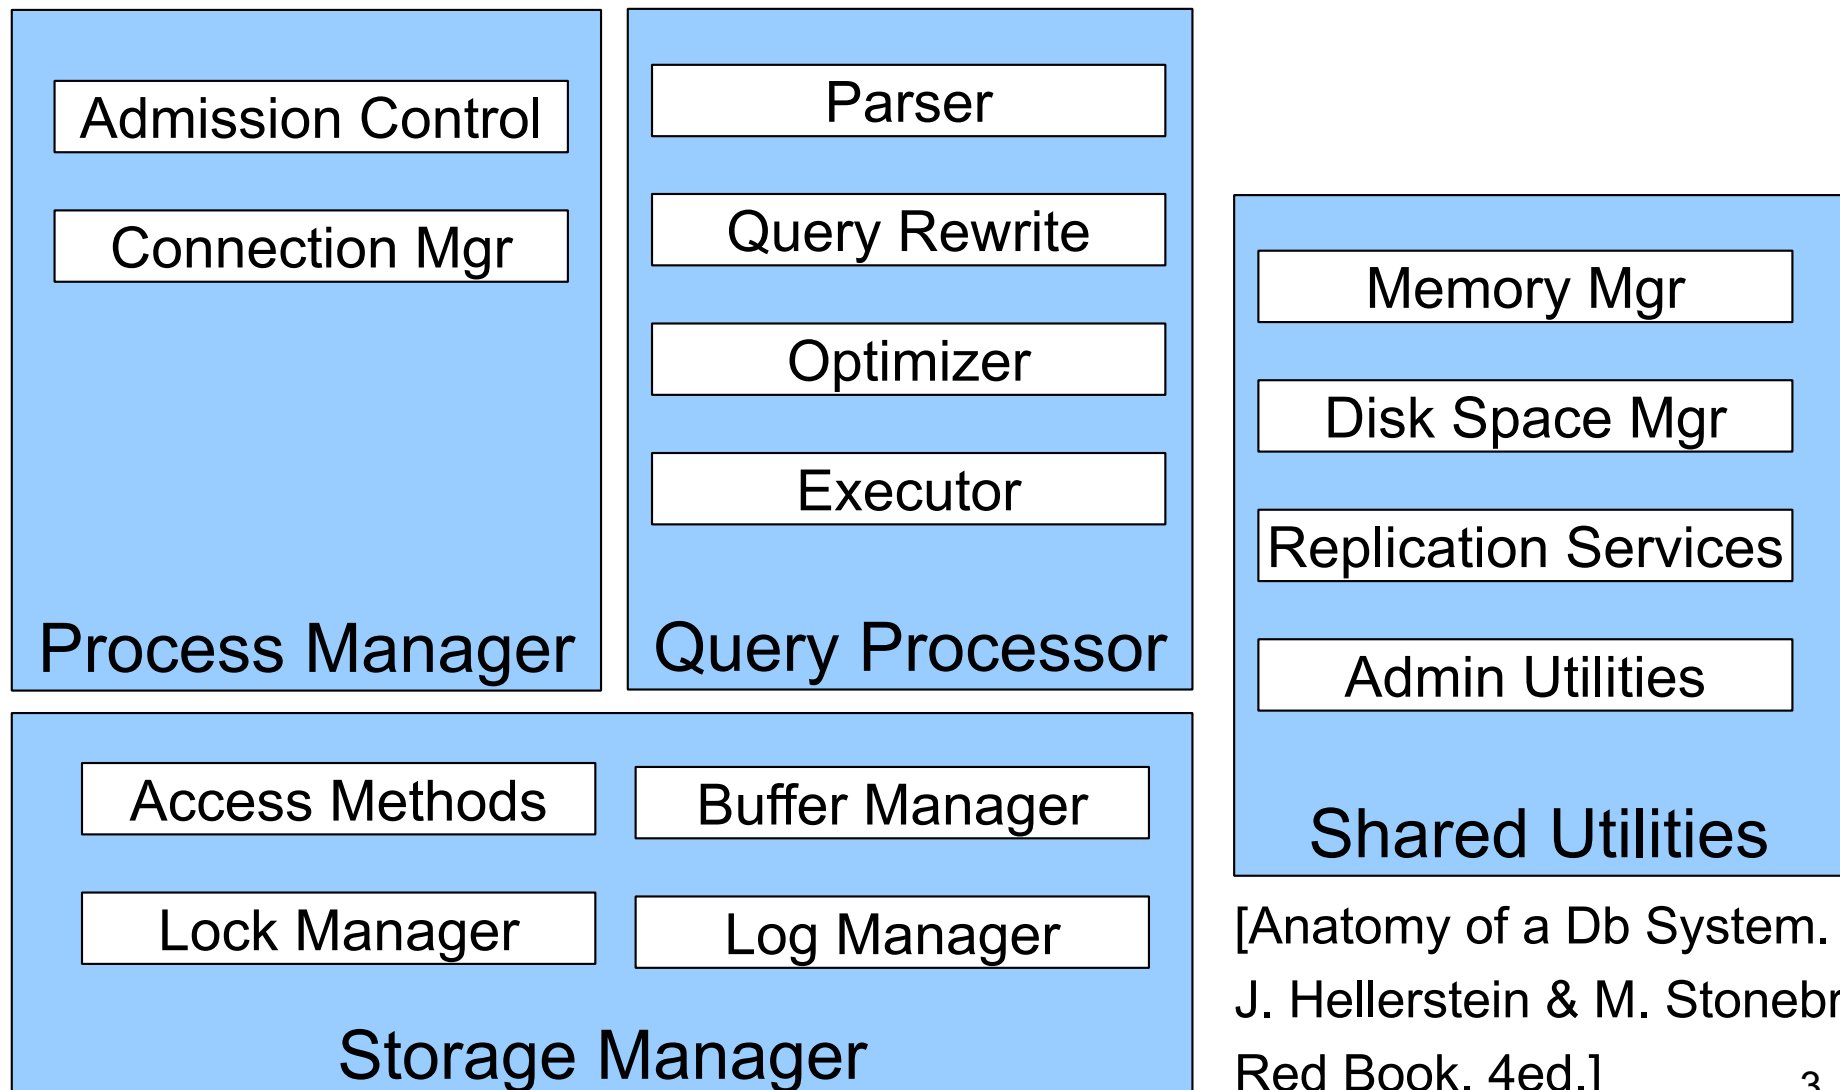 Admission Control
Connection Mgr
Process Manager
Parser
Query Rewrite
Optimizer
Executor
Query Processor
Memory Mgr
Disk Space Mgr
Replication Services
Admin Utilities
Shared Utilities
Access Methods
Buffer Manager
Lock Manager
Log Manager
Storage Manager
[Anatomy of a Db System.
J. Hellerstein & M. Stonebr
Red Book. 4ed.]
3